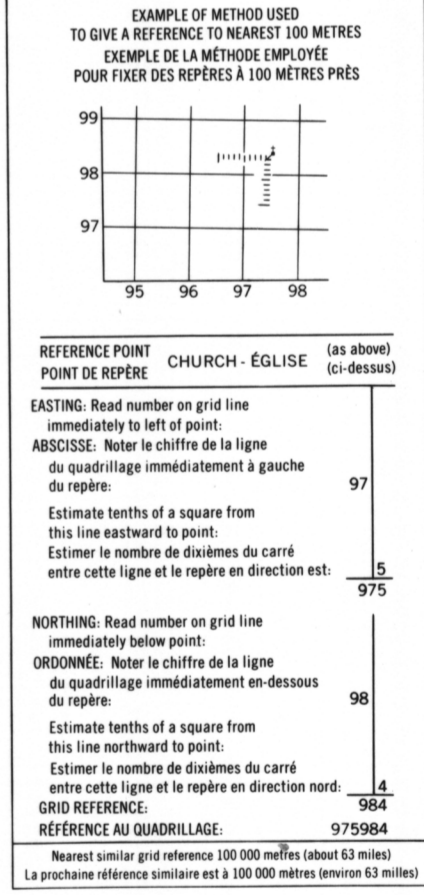 EXAMPLE OF METHOD USED
TO GIVE A REFERENCE TO NEAREST 100 METRES
EXEMPLE DE LA MÉTHODE EMPLOYÉE
POUR FIXER DES REPÈRES À 100 MÈTRES PRÈS
99
98
97
95 96 97 98
REFERENCE POINT
POINT DE REPÈRE
CHURCH - ÉGLISE
(as above)
(ci-dessus)
EASTING: Read number on grid line
immediately to left of point:
ABSCISSE: Noter le chiffre de la ligne
du quadrillage immédiatement à gauche
du repère: 97
Estimate tenths of a square from
this line eastward to point:
Estimer le nombre de dixièmes du carré
entre cette ligne et le repère en direction est: 5
975
NORTHING: Read number on grid line
immediately below point:
ORDONNÉE: Noter le chiffre de la ligne
du quadrillage immédiatement en-dessous
du repère: 98
Estimate tenths of a square from
this line northward to point:
Estimer le nombre de dixièmes du carré
entre cette ligne et le repère en direction nord: 4
GRID REFERENCE: 984
RÉFÉRENCE AU QUADRILLAGE: 975984
Nearest similar grid reference 100 000 metres (about 63 miles)
La prochaine référence similaire est à 100 000 mètres (environ 63 milles)